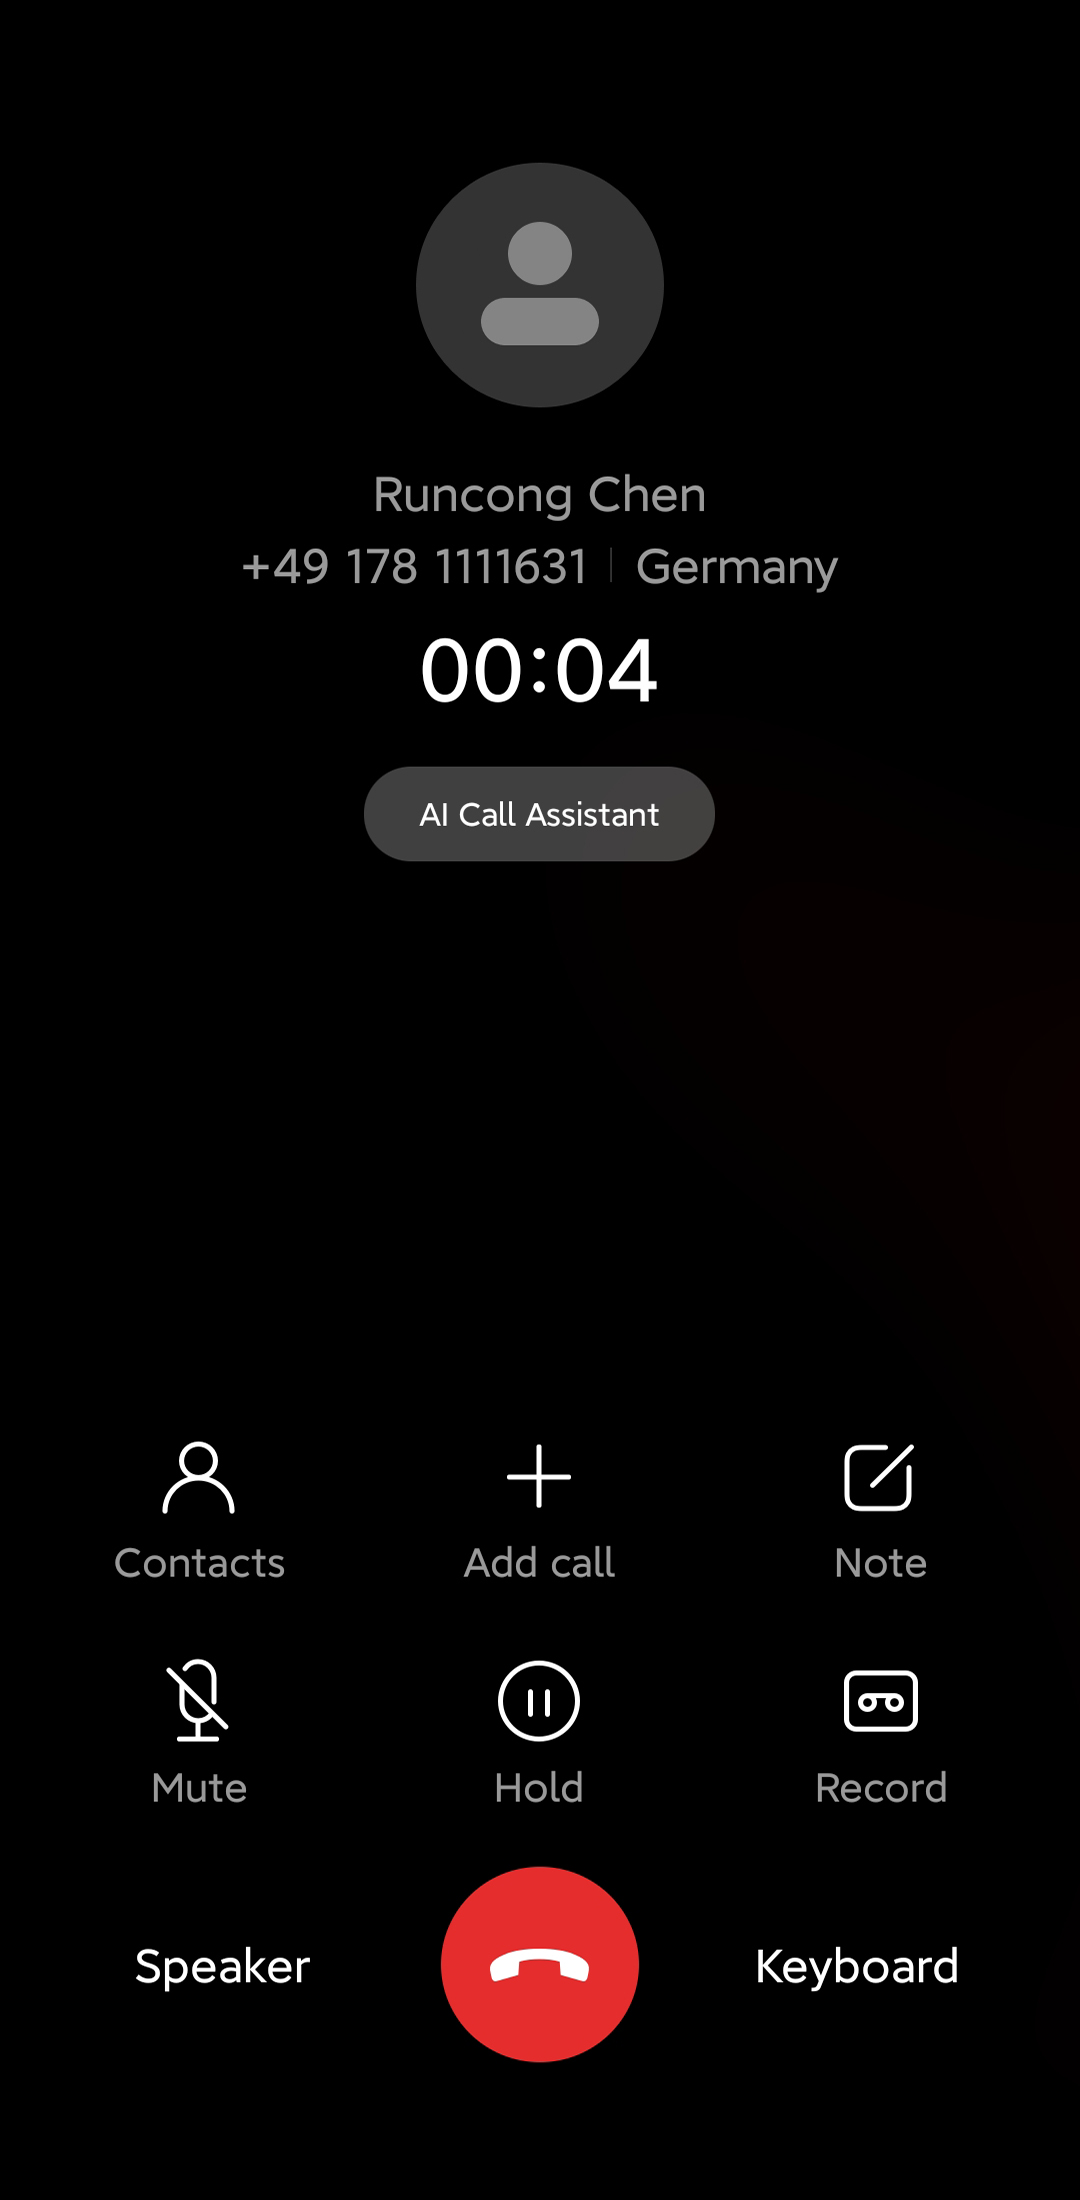 Runcong Chen
+49 178 1111631 | Germany
00:04
AI Call Assistant
Contacts Add call Note
Mute Hold Record
Speaker Keyboard